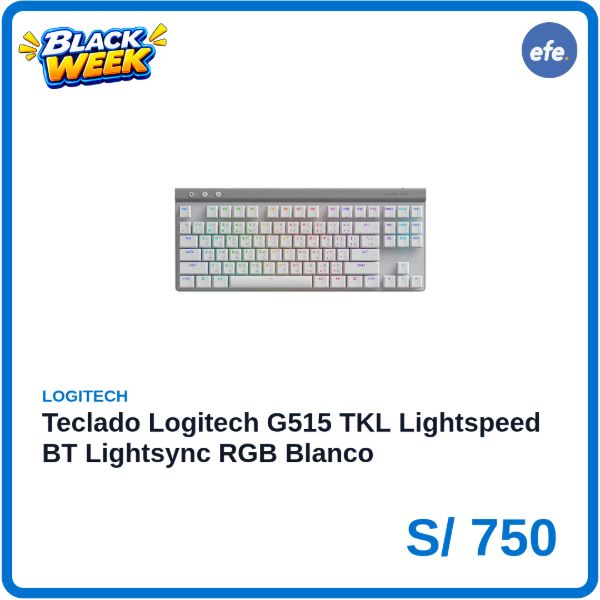 BLACK
WEEK
efe.
LOGITECH
Teclado Logitech G515 TKL Lightspeed
BT Lightsync RGB Blanco
S/ 750